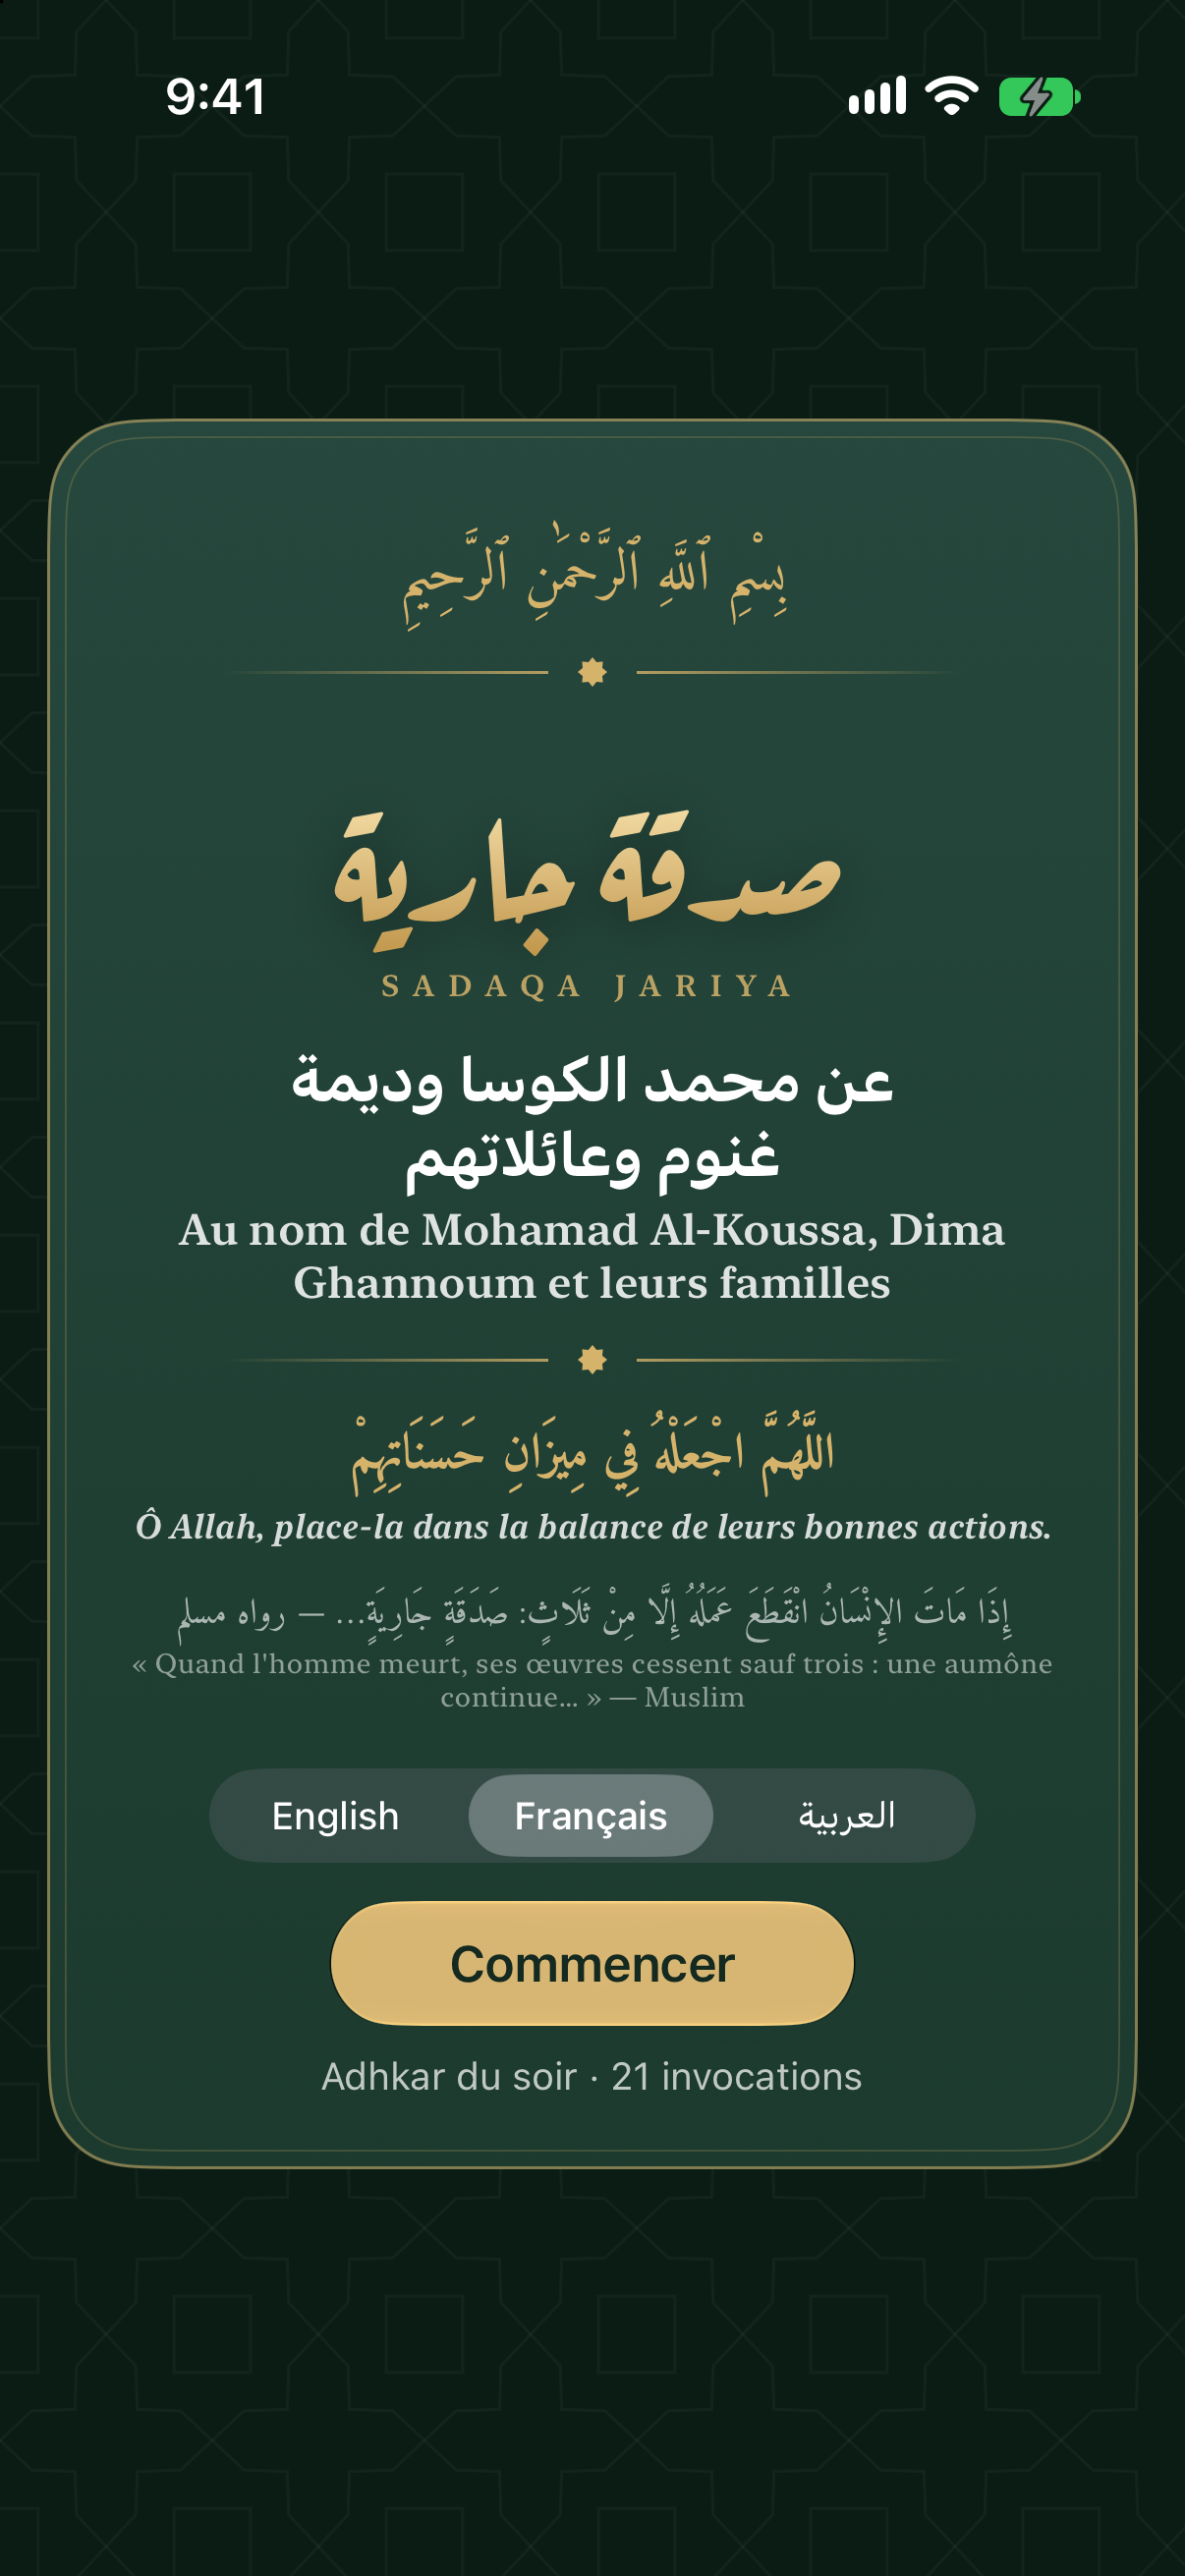 9:41
بِسْمِ ٱللَّهِ ٱلرَّحْمَٰنِ ٱلرَّحِيمِ
صدقة جارية
SADAQA JARIYA
عن محمد الكوسا وديمة
غنوم وعائلاتهم
Au nom de Mohamad Al-Koussa, Dima
Ghannoum et leurs familles
اللَّهُمَّ اجْعَلْهُ فِي مِيزَانِ حَسَنَاتِهِمْ
Ô Allah, place-la dans la balance de leurs bonnes actions.
إِذَا مَاتَ الإِنْسَانُ انْقَطَعَ عَمَلُهُ إِلَّا مِنْ ثَلَاثٍ: صَدَقَةٍ جَارِيَةٍ... — رواه مسلم
« Quand l'homme meurt, ses œuvres cessent sauf trois : une aumône
continue… » — Muslim
English Français العربية
Commencer
Adhkar du soir · 21 invocations